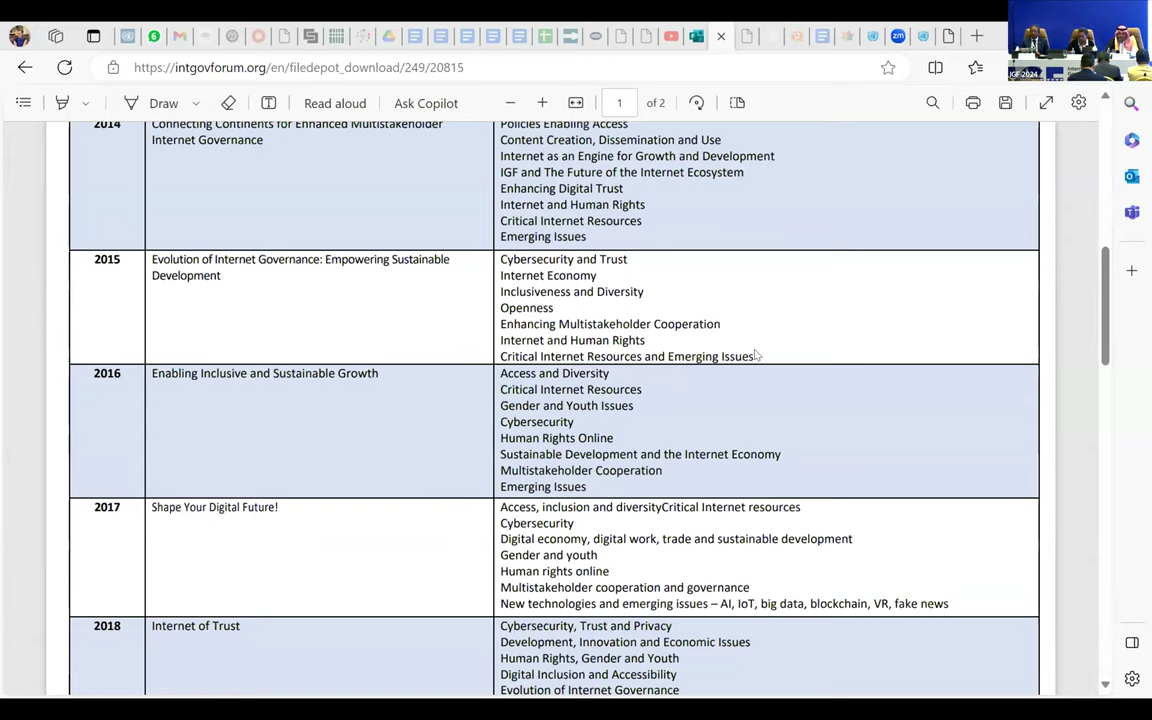 https://intgovforum.org/en/filedepot_download/249/20815
Draw
Read aloud
Ask Copilot
1
of 2
IGF 2024
2014
Connecting Continents for Enhanced Multistakeholder
Internet Governance
Policies Enabling Access
Content Creation, Dissemination and Use
Internet as an Engine for Growth and Development
IGF and The Future of the Internet Ecosystem
Enhancing Digital Trust
Internet and Human Rights
Critical Internet Resources
Emerging Issues
2015
Evolution of Internet Governance: Empowering Sustainable
Development
Cybersecurity and Trust
Internet Economy
Inclusiveness and Diversity
Openness
Enhancing Multistakeholder Cooperation
Internet and Human Rights
Critical Internet Resources and Emerging Issues
2016
Enabling Inclusive and Sustainable Growth
Access and Diversity
Critical Internet Resources
Gender and Youth Issues
Cybersecurity
Human Rights Online
Sustainable Development and the Internet Economy
Multistakeholder Cooperation
Emerging Issues
2017
Shape Your Digital Future!
Access, inclusion and diversityCritical Internet resources
Cybersecurity
Digital economy, digital work, trade and sustainable development
Gender and youth
Human rights online
Multistakeholder cooperation and governance
New technologies and emerging issues – AI, IoT, big data, blockchain, VR, fake news
2018
Internet of Trust
Cybersecurity, Trust and Privacy
Development, Innovation and Economic Issues
Human Rights, Gender and Youth
Digital Inclusion and Accessibility
Evolution of Internet Governance